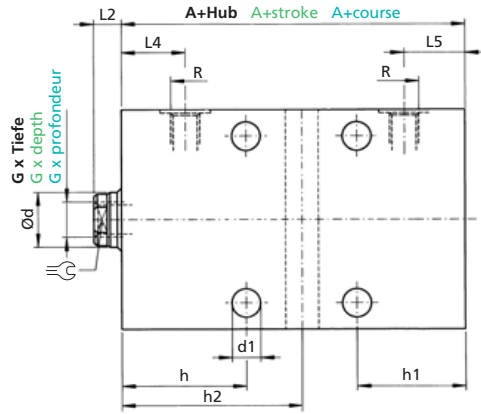 L2
A+Hub A+stroke A+course
L4
L5
R
R
G x Tiefe
G x depth
G x profondeur
Ød
d1
h
h1
h2